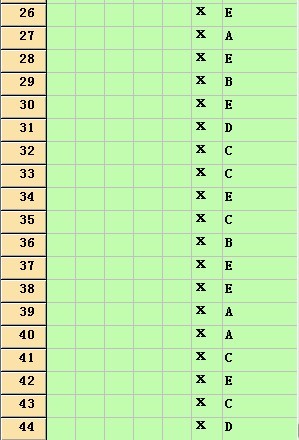 26 X E
27 X A
28 X E
29 X B
30 X E
31 X D
32 X C
33 X C
34 X E
35 X C
36 X B
37 X E
38 X E
39 X A
40 X A
41 X C
42 X E
43 X C
44 X D